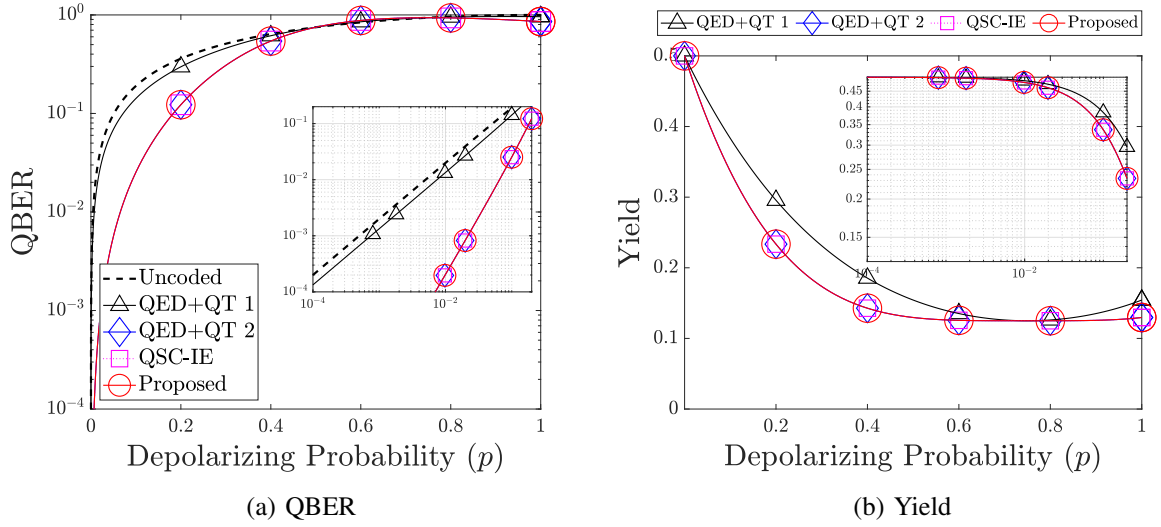 10^0
10^{-1}
10^{-2}
10^{-3}
10^{-4}
QBER
0 0.2 0.4 0.6 0.8 1
Depolarizing Probability (p)
Uncoded
QED+QT 1
QED+QT 2
QSC-IE
Proposed
10^{-1}
10^{-2}
10^{-3}
10^{-4}
10^{-4} 10^{-2}
(a) QBER
QED+QT 1 QED+QT 2 QSC-IE Proposed
0.5
0.4
0.3
0.2
0.1
0
Yield
0 0.2 0.4 0.6 0.8 1
Depolarizing Probability (p)
0.45
0.4
0.35
0.3
0.25
0.2
0.15
10^{-4} 10^{-2}
(b) Yield